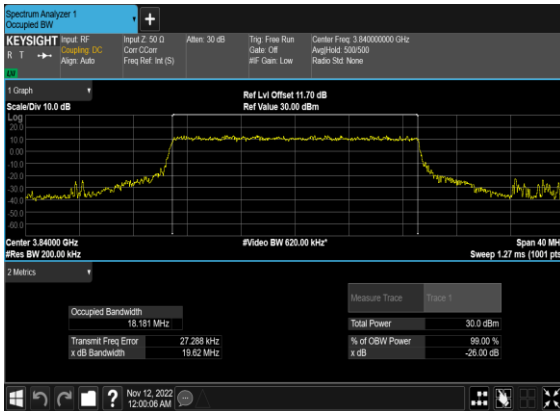 Spectrum Analyzer 1
Occupied BW
+
KEYSIGHT Input: RF Input Z: 50 Ω Atten: 30 dB Trig: Free Run Center Freq: 3.840000000 GHz
R T Coupling: DC Corr CCorr Gate: Off Avg|Hold: 500/500
Align: Auto Freq Ref: Int (S) #IF Gain: Low Radio Std: None
LNI
1 Graph
Ref Lvl Offset 11.70 dB
Scale/Div 10.0 dB Ref Value 30.00 dBm
Log
20.0
10.0
0.00
-10.0
-20.0
-30.0
-40.0
-50.0
-60.0
Center 3.84000 GHz #Video BW 620.00 kHz* Span 40 MH
#Res BW 200.00 kHz Sweep 1.27 ms (1001 pts
2 Metrics
Measure Trace Trace 1
Occupied Bandwidth
18.181 MHz
Total Power 30.0 dBm
Transmit Freq Error 27.288 kHz % of OBW Power 99.00 %
x dB Bandwidth 19.62 MHz x dB -26.00 dB
? Nov 12, 2022
12:00:06 AM